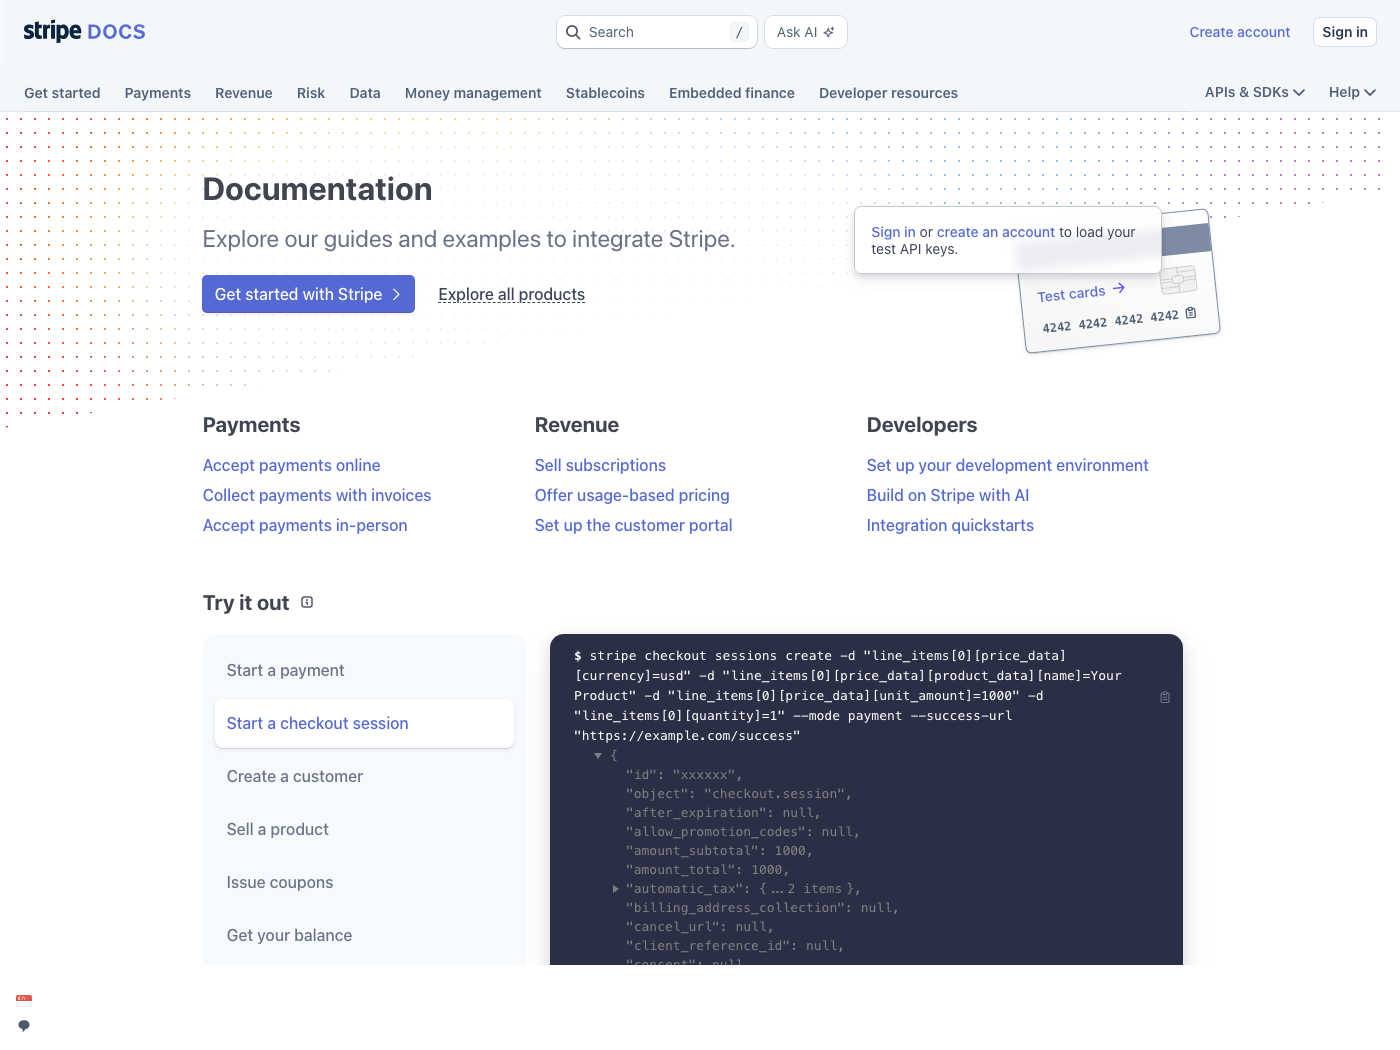 stripe DOCS
Search
/
Ask AI
Create account
Sign in
Get started
Payments
Revenue
Risk
Data
Money management
Stablecoins
Embedded finance
Developer resources
APIs & SDKs
Help
Documentation
Explore our guides and examples to integrate Stripe.
Get started with Stripe
Explore all products
Sign in or create an account to load your
test API keys.
Test cards
4242 4242 4242 4242
Payments
Accept payments online
Collect payments with invoices
Accept payments in-person
Revenue
Sell subscriptions
Offer usage-based pricing
Set up the customer portal
Developers
Set up your development environment
Build on Stripe with AI
Integration quickstarts
Try it out
Start a payment
Start a checkout session
Create a customer
Sell a product
Issue coupons
Get your balance
$ stripe checkout sessions create -d "line_items[0][price_data]
[currency]=usd" -d "line_items[0][price_data][product_data][name]=Your
Product" -d "line_items[0][price_data][unit_amount]=1000" -d
"line_items[0][quantity]=1" --mode payment --success-url
"https://example.com/success"
{
"id": "xxxxxx",
"object": "checkout.session",
"after_expiration": null,
"allow_promotion_codes": null,
"amount_subtotal": 1000,
"amount_total": 1000,
"automatic_tax": { ... 2 items },
"billing_address_collection": null,
"cancel_url": null,
"client_reference_id": null,
"consent": null